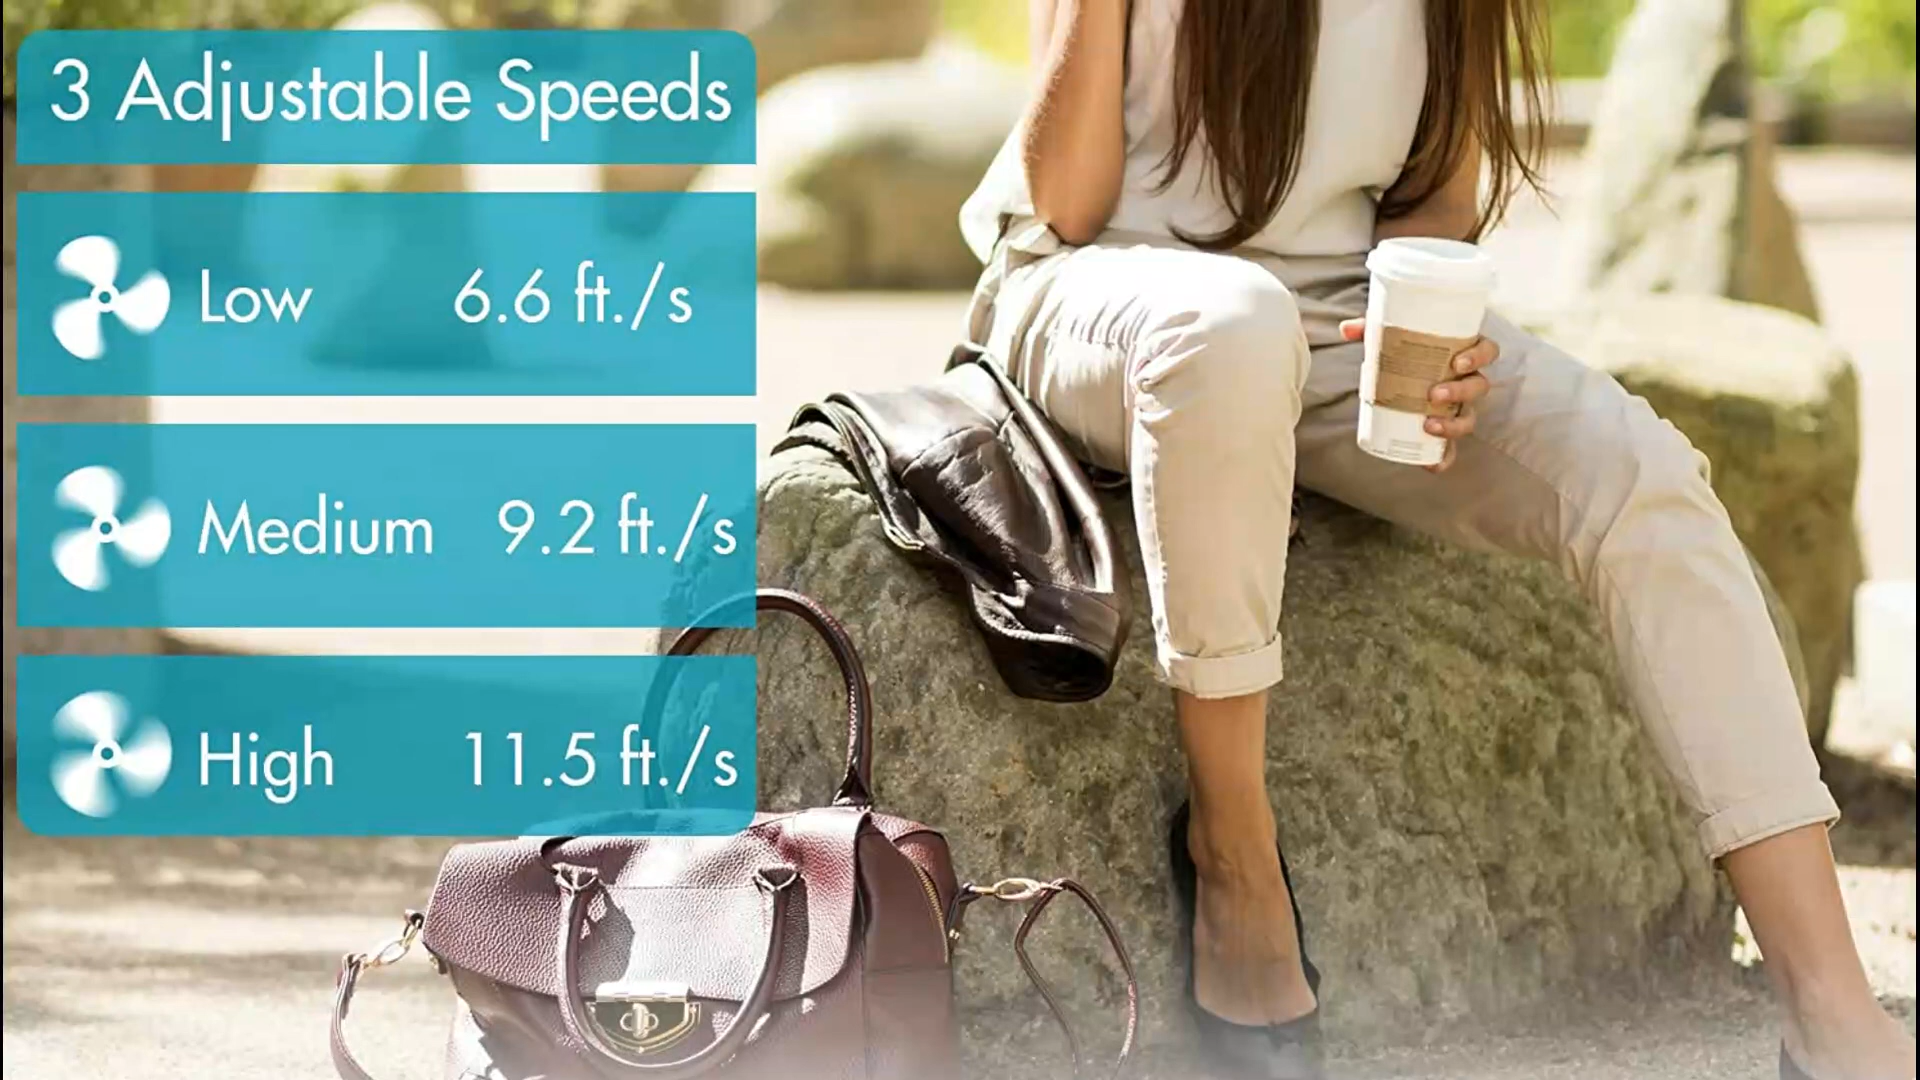 3 Adjustable Speeds
Low 6.6 ft./s
Medium 9.2 ft./s
High 11.5 ft./s